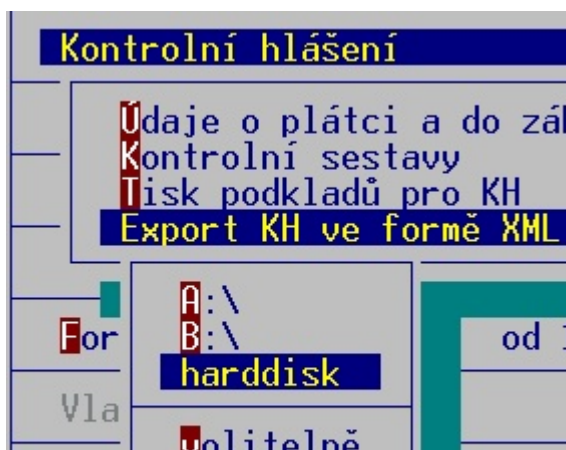 Kontrolní hlášení
Údaje o plátci a do zá
Kontrolní sestavy
Tisk podkladů pro KH
Export KH ve formě XML
A:\
B:\
For
od
harddisk
Vla
volitelně